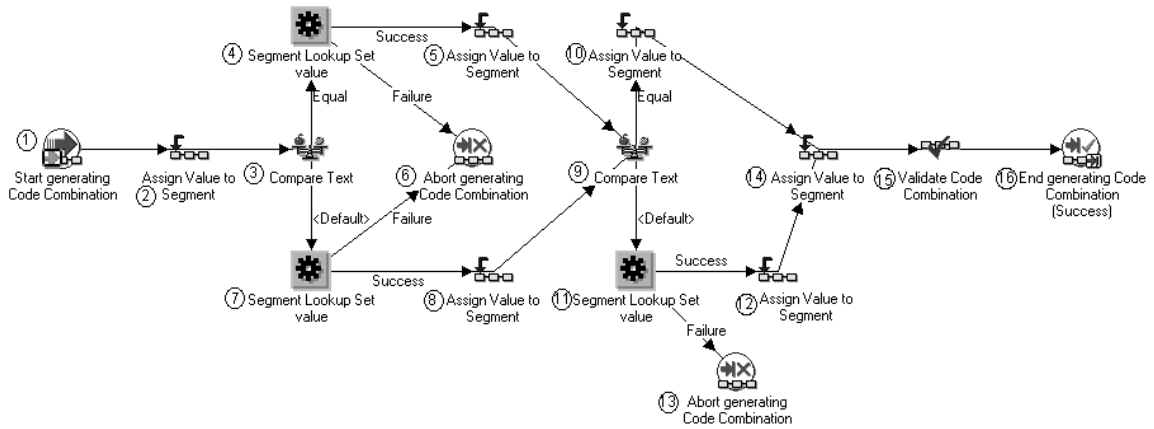 4 Segment Lookup Set
value
Success
5 Assign Value to
Segment
10 Assign Value to
Segment
Equal
Failure
Equal
1
Start generating
Code Combination
Assign Value to
2 Segment
3 Compare Text
6 Abort generating
Code Combination
9 Compare Text
14 Assign Value to
Segment
15 Validate Code
Combination
16 End generating Code
Combination
(Success)
<Default>
Failure
<Default>
7 Segment Lookup Set
value
Success
8 Assign Value to
Segment
11 Segment Lookup Set
value
Success
12 Assign Value to
Segment
Failure
13 Abort generating
Code Combination